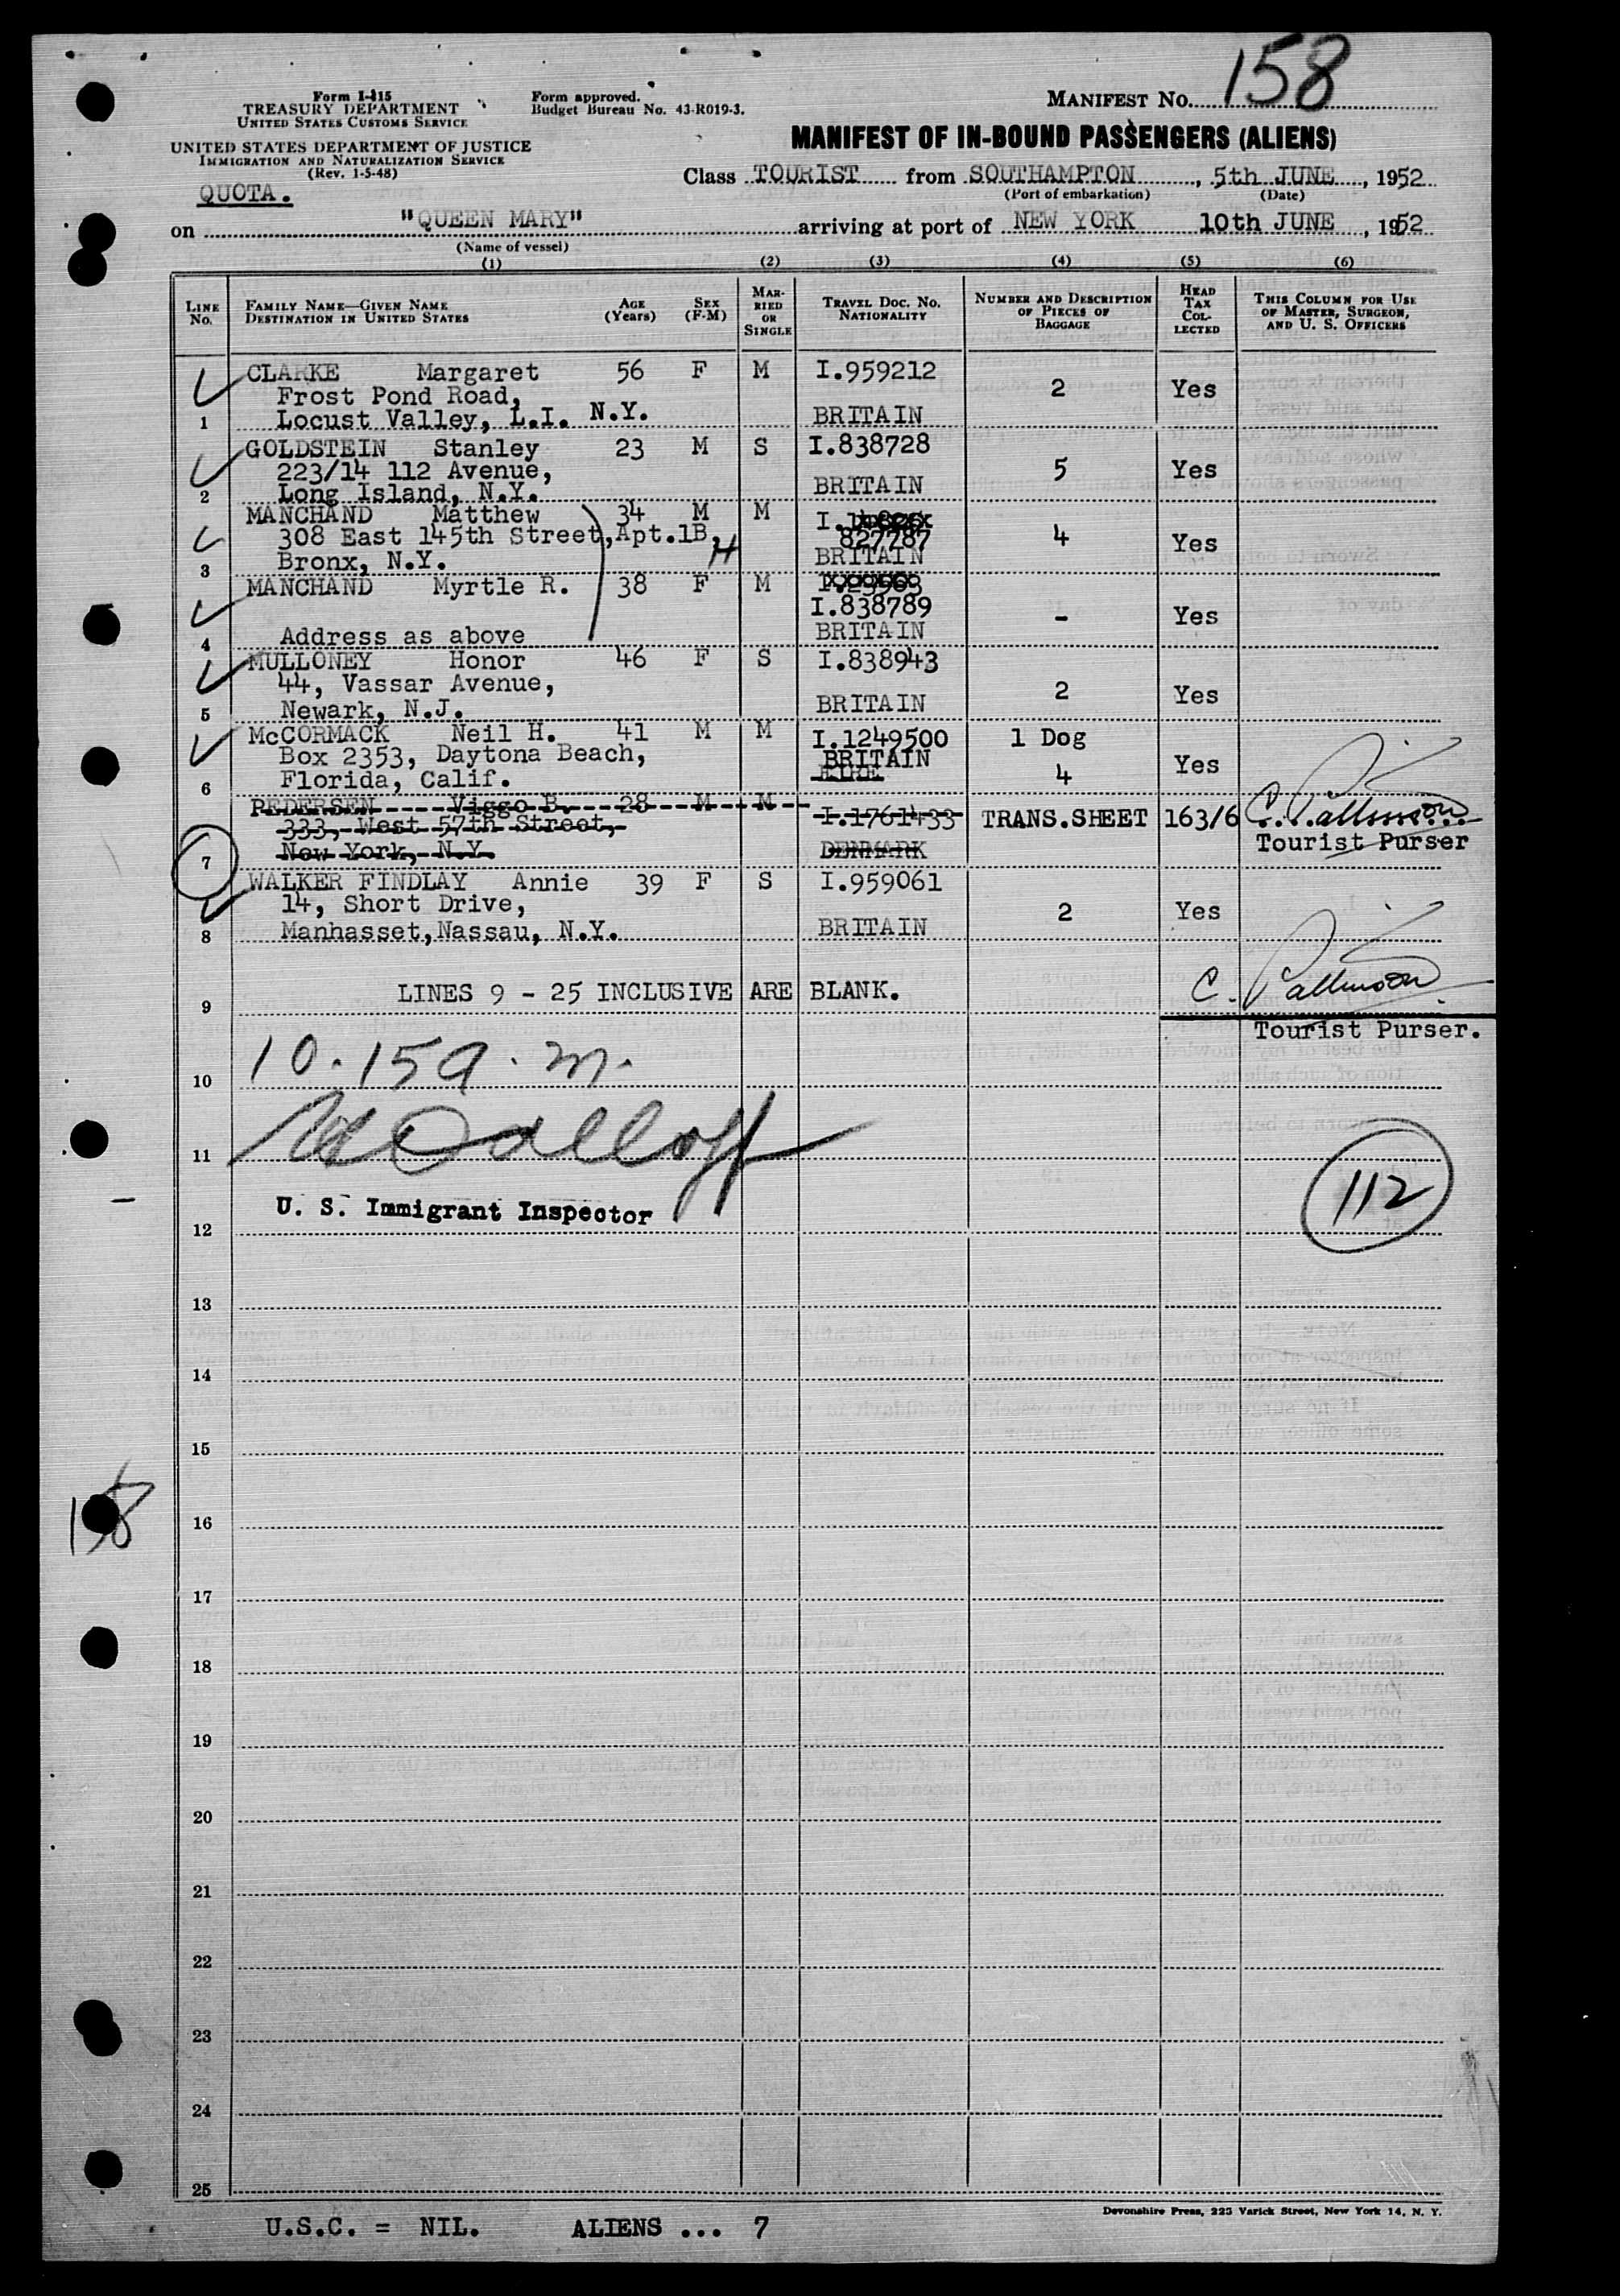 158
Form I-415
TREASURY DEPARTMENT
UNITED STATES CUSTOMS SERVICE
Form approved.
Budget Bureau No. 43-R019-3.
MANIFEST NO.
UNITED STATES DEPARTMENT OF JUSTICE
IMMIGRATION AND NATURALIZATION SERVICE
(Rev. 1-5-48)
MANIFEST OF IN-BOUND PASSENGERS (ALIENS)
QUOTA.
Class TOURIST from SOUTHAMPTON, 5th JUNE, 1952
(Port of embarkation) (Date)
on "QUEEN MARY" arriving at port of NEW YORK 10th JUNE, 1952
(Name of vessel)
(1) (2) (3) (4) (5) (6)
LINE No. FAMILY NAME—GIVEN NAME DESTINATION IN UNITED STATES AGE (Years) SEX (F-M) MARRIED OR SINGLE TRAVEL DOC. NO. NATIONALITY NUMBER AND DESCRIPTION OF PIECES OF BAGGAGE HEAD TAX COLLECTED THIS COLUMN FOR USE OF MASTER, SURGEON, AND U. S. OFFICERS
CLARKE Margaret 56 F M I.959212
Frost Pond Road, 2 Yes
1 Locust Valley, L.I. N.Y. BRITAIN
GOLDSTEIN Stanley 23 M S I.838728
223/14 112 Avenue, 5 Yes
2 Long Island, N.Y. BRITAIN
MANCHAND Matthew 34 M M I.
308 East 145th Street, Apt.1B, 827787 4 Yes
H
3 Bronx, N.Y. BRITAIN
MANCHAND Myrtle R. 38 F M
I.838789 - Yes
4 Address as above BRITAIN
MULLONEY Honor 46 F S I.838943
44, Vassar Avenue, 2 Yes
5 Newark, N.J. BRITAIN
McCORMACK Neil H. 41 M M I.1249500 1 Dog
Box 2353, Daytona Beach, BRITAIN Yes
6 Florida, Calif. EIRE 4
PEDERSEN Viggo B. 28 M M I.1761433 TRANS.SHEET 163/6 C. Pattinson
333, West 57th Street, Tourist Purser
7 New York, N.Y. DENMARK
WALKER FINDLAY Annie 39 F S I.959061
14, Short Drive, 2 Yes
8 Manhasset, Nassau, N.Y. BRITAIN
9 LINES 9 - 25 INCLUSIVE ARE BLANK. C. Pattinson
Tourist Purser.
10 10.15 a.m.
11
112
12 U. S. Immigrant Inspector
13
14
15
158
16
17
18
19
20
21
22
23
24
25
Devonshire Press, 225 Varick Street, New York 14, N. Y.
U.S.C. = NIL. ALIENS ... 7